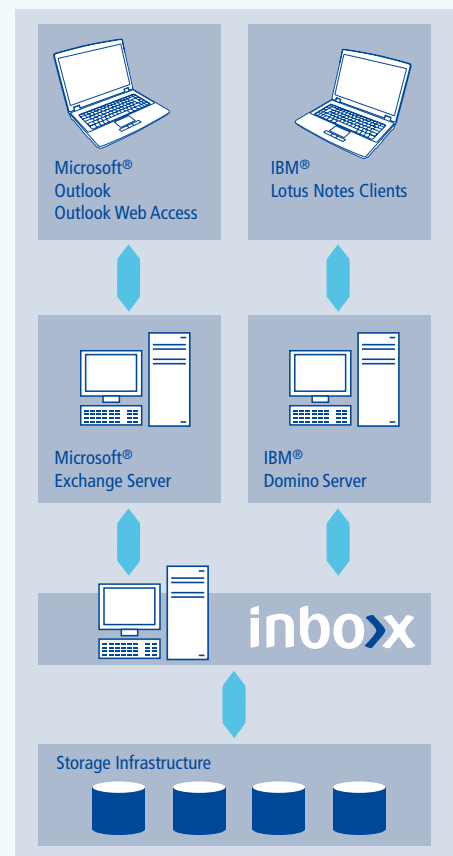 Microsoft®
Outlook
Outlook Web Access
IBM®
Lotus Notes Clients
Microsoft®
Exchange Server
IBM®
Domino Server
inboxx
Storage Infrastructure